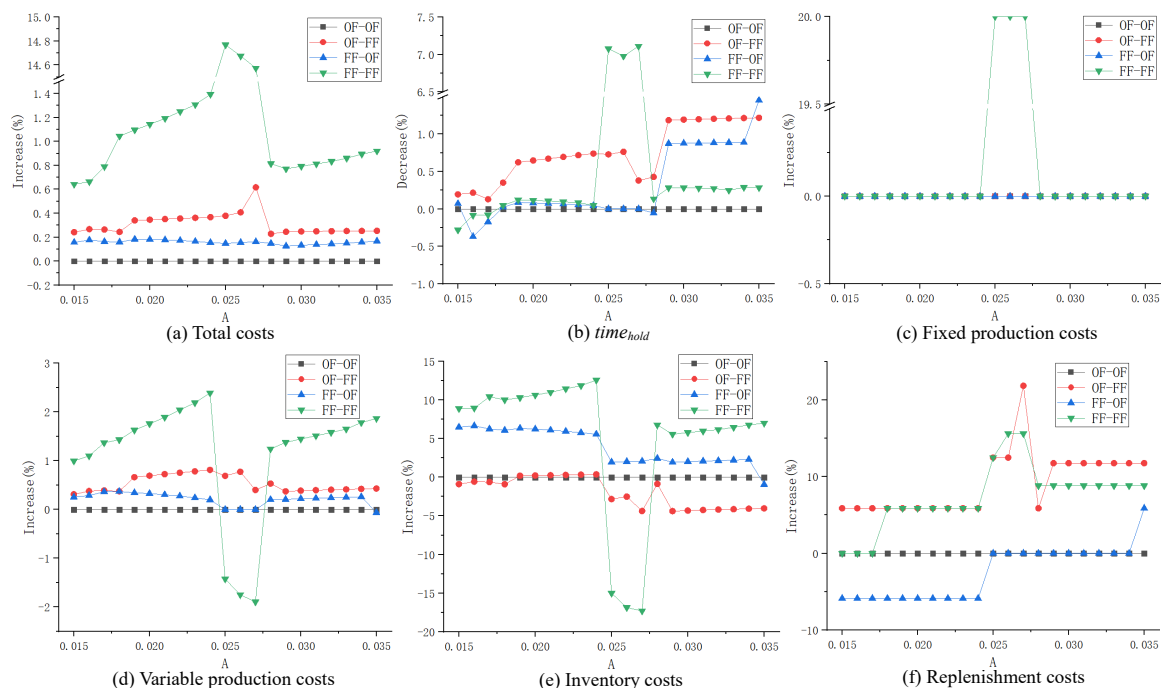 15.0
14.8
14.6
1.4
1.2
1.0
0.8
0.6
0.4
0.2
0.0
-0.2
Increase(%)
0.015
0.020
0.025
0.030
0.035
A
OF-OF
OF-FF
FF-OF
FF-FF
(a) Total costs
7.5
7.0
6.5
1.0
0.5
0.0
-0.5
-1.0
Decrease(%)
0.015
0.020
0.025
0.030
0.035
A
OF-OF
OF-FF
FF-OF
FF-FF
(b) time_hold
20.0
19.5
0.0
-0.5
Increase(%)
0.015
0.020
0.025
0.030
0.035
A
OF-OF
OF-FF
FF-OF
FF-FF
(c) Fixed production costs
3
2
1
0
-1
-2
Increase(%)
0.015
0.020
0.025
0.030
0.035
A
OF-OF
OF-FF
FF-OF
FF-FF
(d) Variable production costs
15
10
5
0
-5
-10
-15
-20
Increase(%)
0.015
0.020
0.025
0.030
0.035
A
OF-OF
OF-FF
FF-OF
FF-FF
(e) Inventory costs
20
10
0
-10
Increase(%)
0.015
0.020
0.025
0.030
0.035
A
OF-OF
OF-FF
FF-OF
FF-FF
(f) Replenishment costs